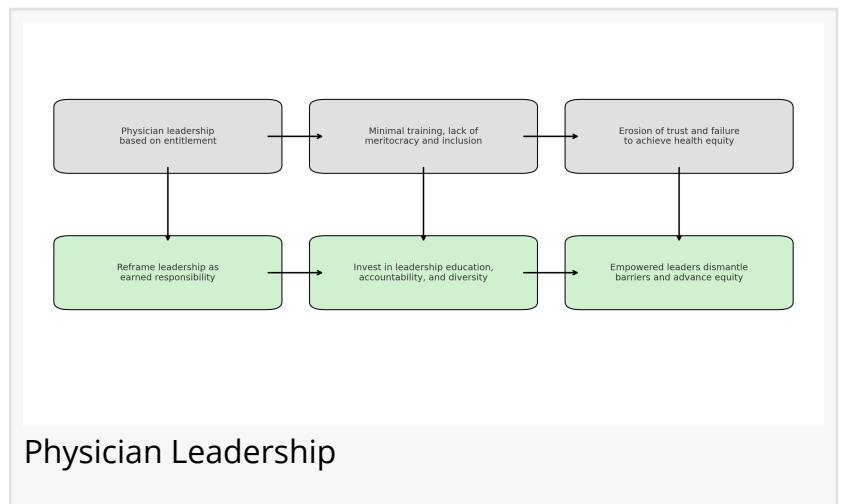 Physician leadership
based on entitlement
Minimal training, lack of
meritocracy and inclusion
Erosion of trust and failure
to achieve health equity
Reframe leadership as
earned responsibility
Invest in leadership education,
accountability, and diversity
Empowered leaders dismantle
barriers and advance equity
Physician Leadership